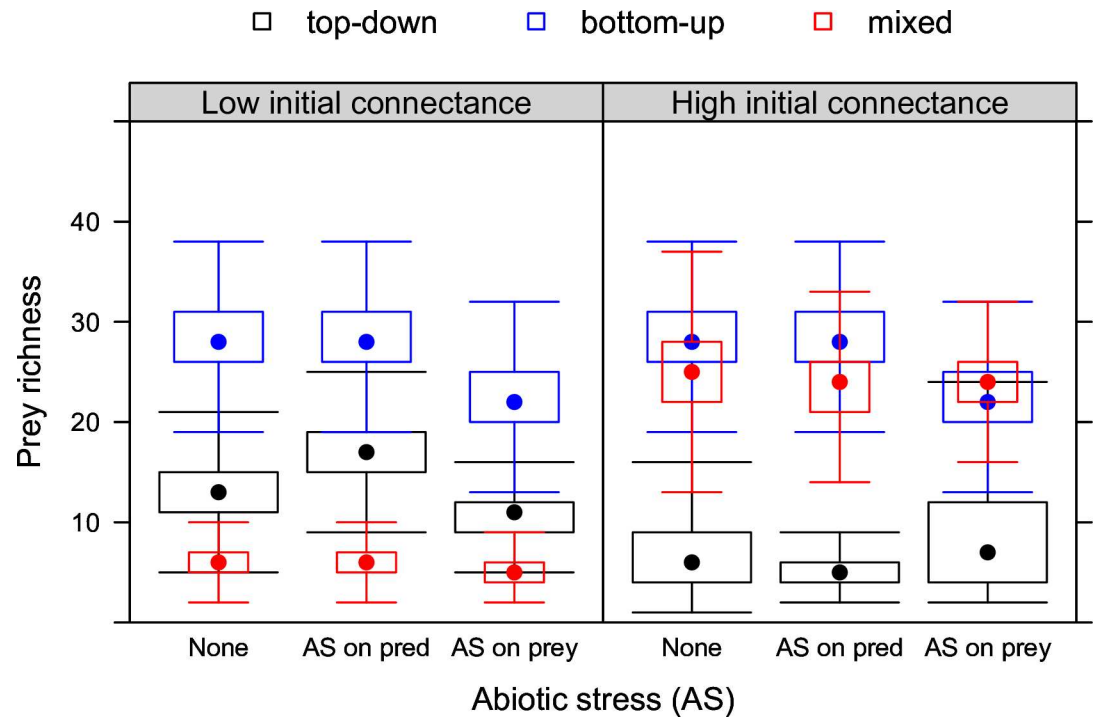 top-down bottom-up mixed
Low initial connectance High initial connectance
Prey richness
40
30
20
10
None AS on pred AS on prey None AS on pred AS on prey
Abiotic stress (AS)